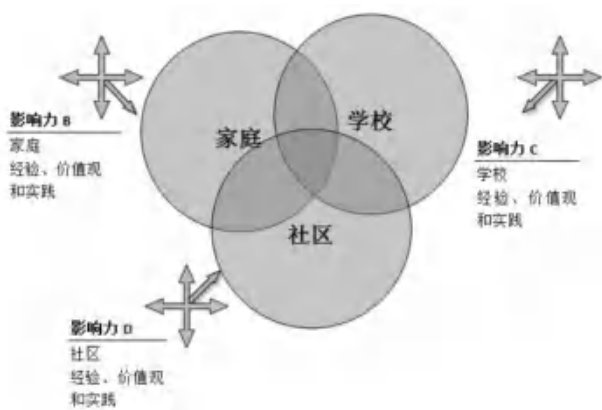 家庭
学校
社区
影响力 B
家庭
经验、价值观
和实践
影响力 C
学校
经验、价值观
和实践
影响力 D
社区
经验、价值观
和实践